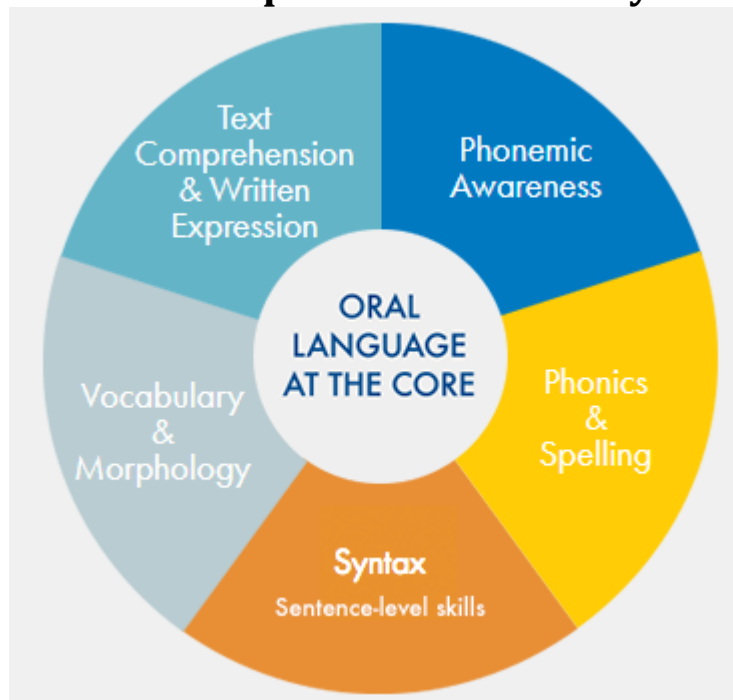 Text
Comprehension
& Written
Expression
Phonemic
Awareness
ORAL
LANGUAGE
AT THE CORE
Phonics
&
Spelling
Vocabulary
&
Morphology
Syntax
Sentence-level skills